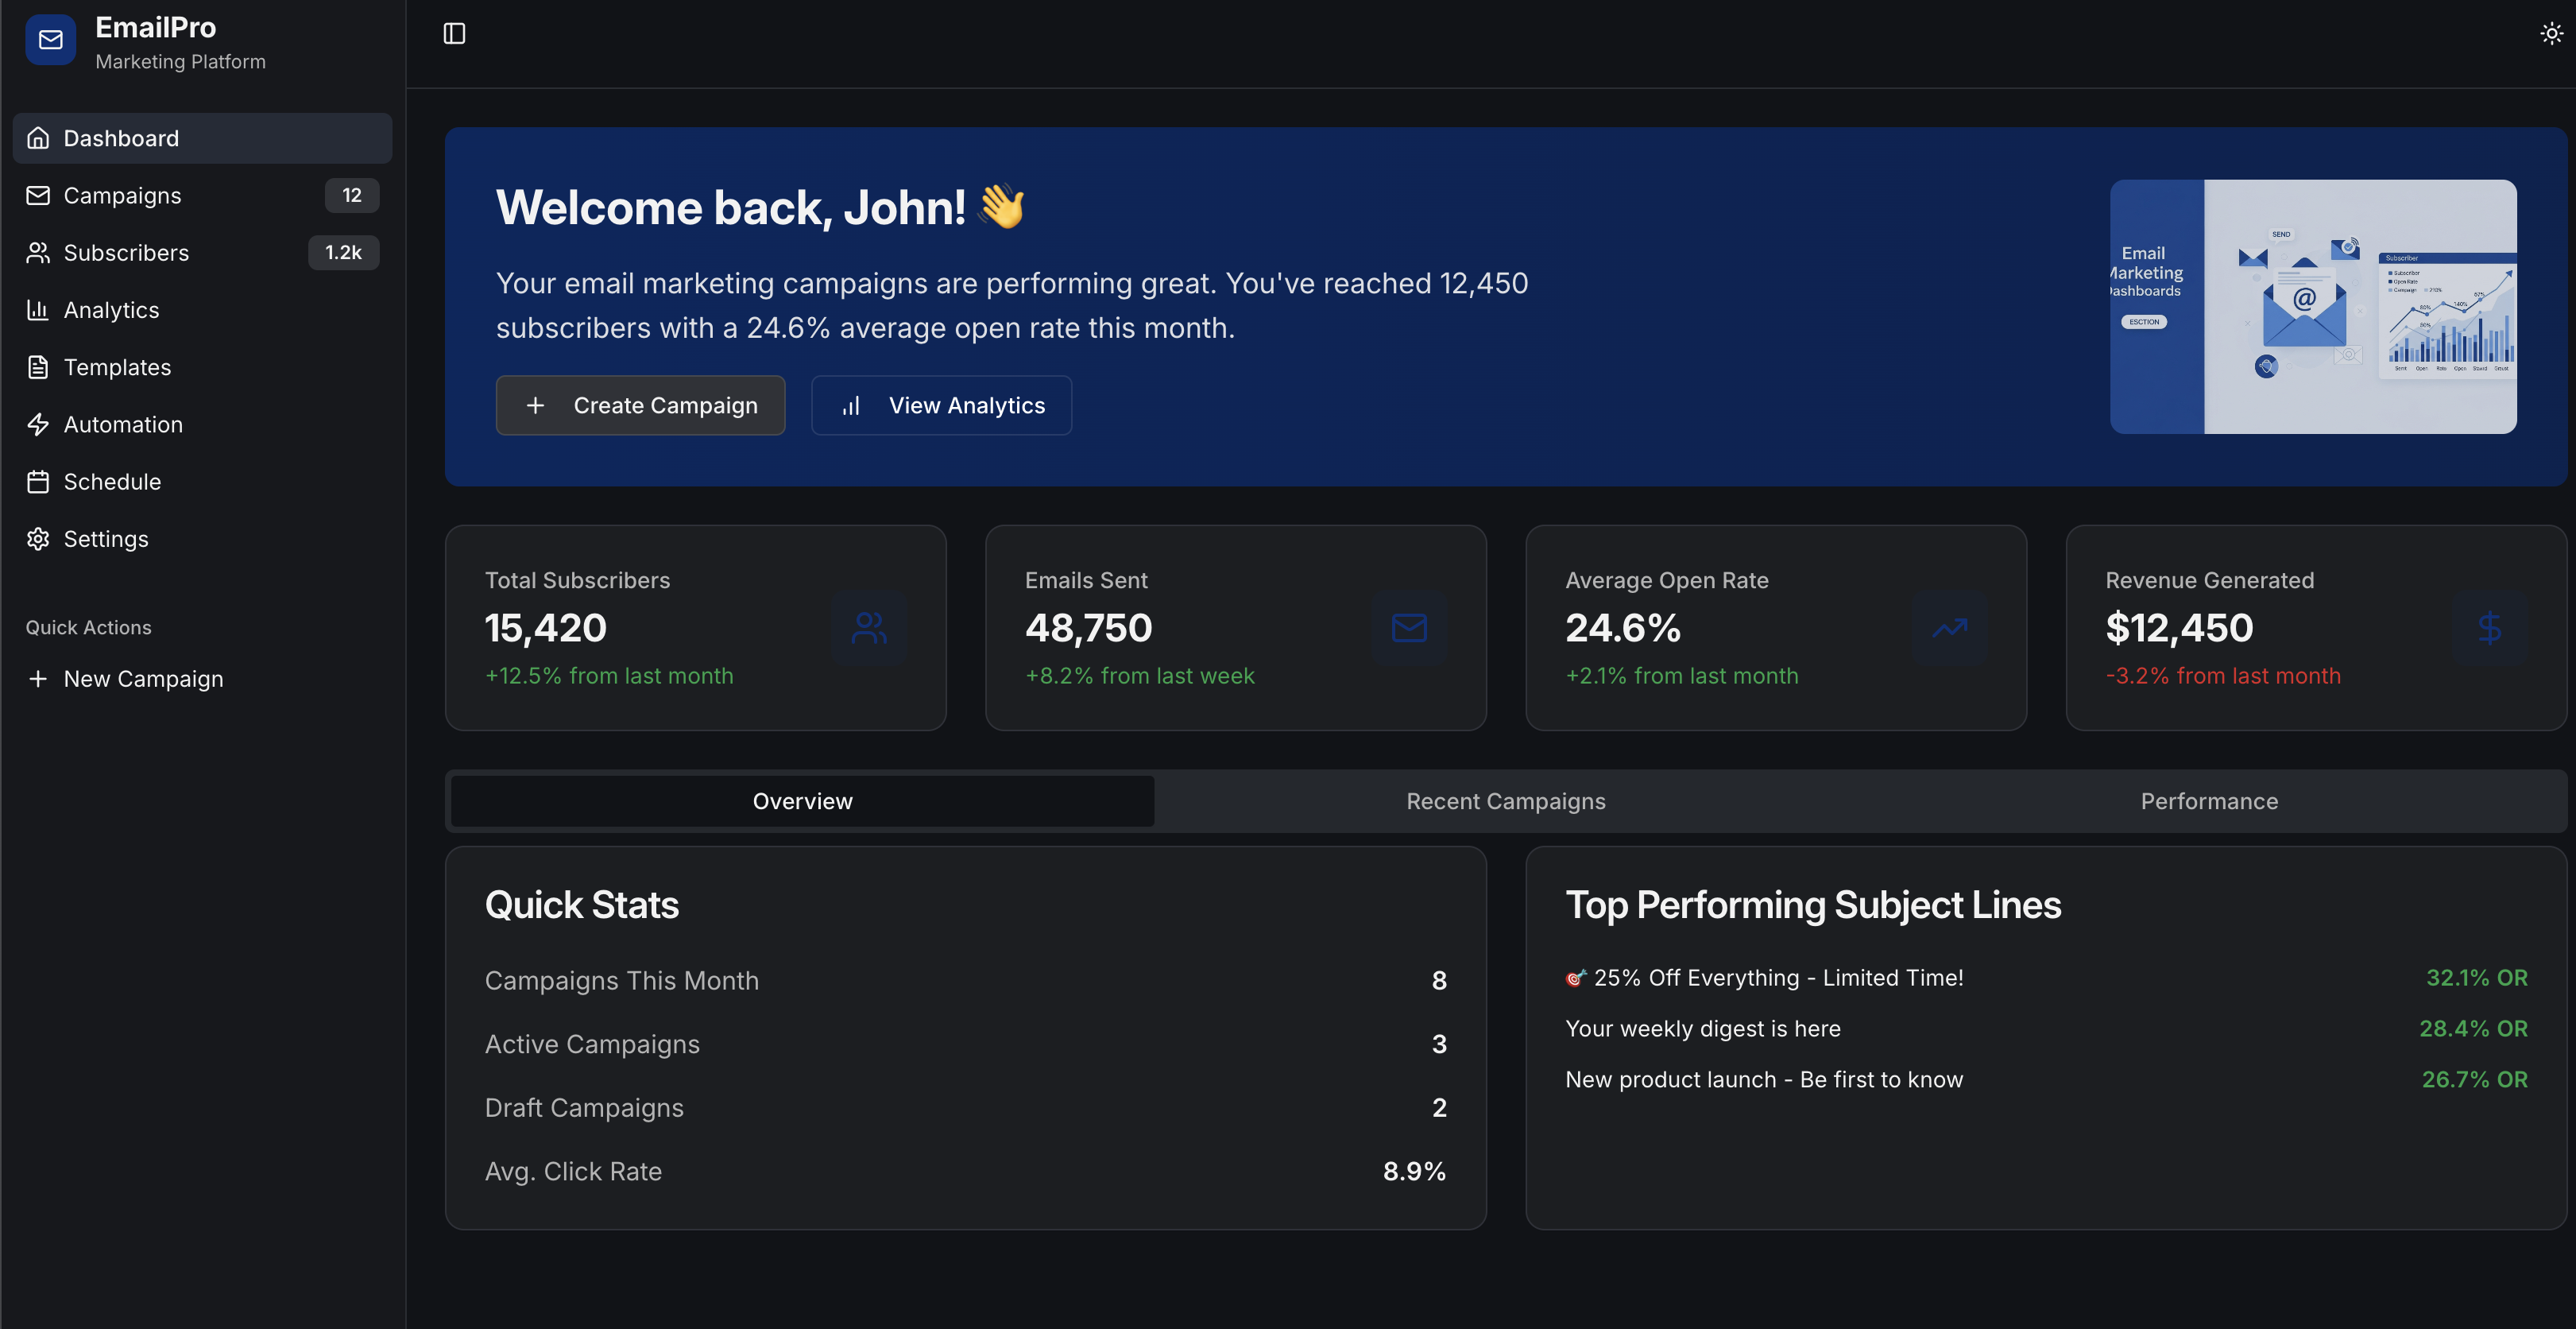 EmailPro
Marketing Platform
Dashboard
Campaigns 12
Subscribers 1.2k
Analytics
Templates
Automation
Schedule
Settings
Quick Actions
New Campaign
Welcome back, John! 👋
Your email marketing campaigns are performing great. You've reached 12,450
subscribers with a 24.6% average open rate this month.
Create Campaign
View Analytics
Email
Marketing
Dashboards
ESCTION
SEND
@
Subscriber
Subscriber
Open Rate
Campaign
Total Subscribers
15,420
+12.5% from last month
Emails Sent
48,750
+8.2% from last week
Average Open Rate
24.6%
+2.1% from last month
Revenue Generated
$12,450
-3.2% from last month
Overview
Recent Campaigns
Performance
Quick Stats
Campaigns This Month 8
Active Campaigns 3
Draft Campaigns 2
Avg. Click Rate 8.9%
Top Performing Subject Lines
🎯 25% Off Everything - Limited Time! 32.1% OR
Your weekly digest is here 28.4% OR
New product launch - Be first to know 26.7% OR